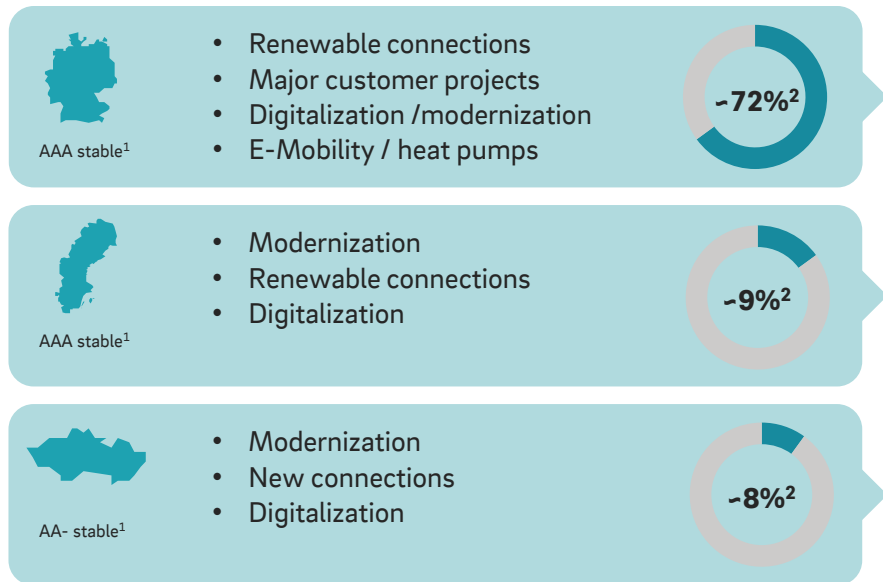 • Renewable connections
• Major customer projects
• Digitalization /modernization
• E-Mobility / heat pumps
AAA stable¹
~72%²
• Modernization
• Renewable connections
• Digitalization
AAA stable¹
~9%²
• Modernization
• New connections
• Digitalization
AA- stable¹
~8%²